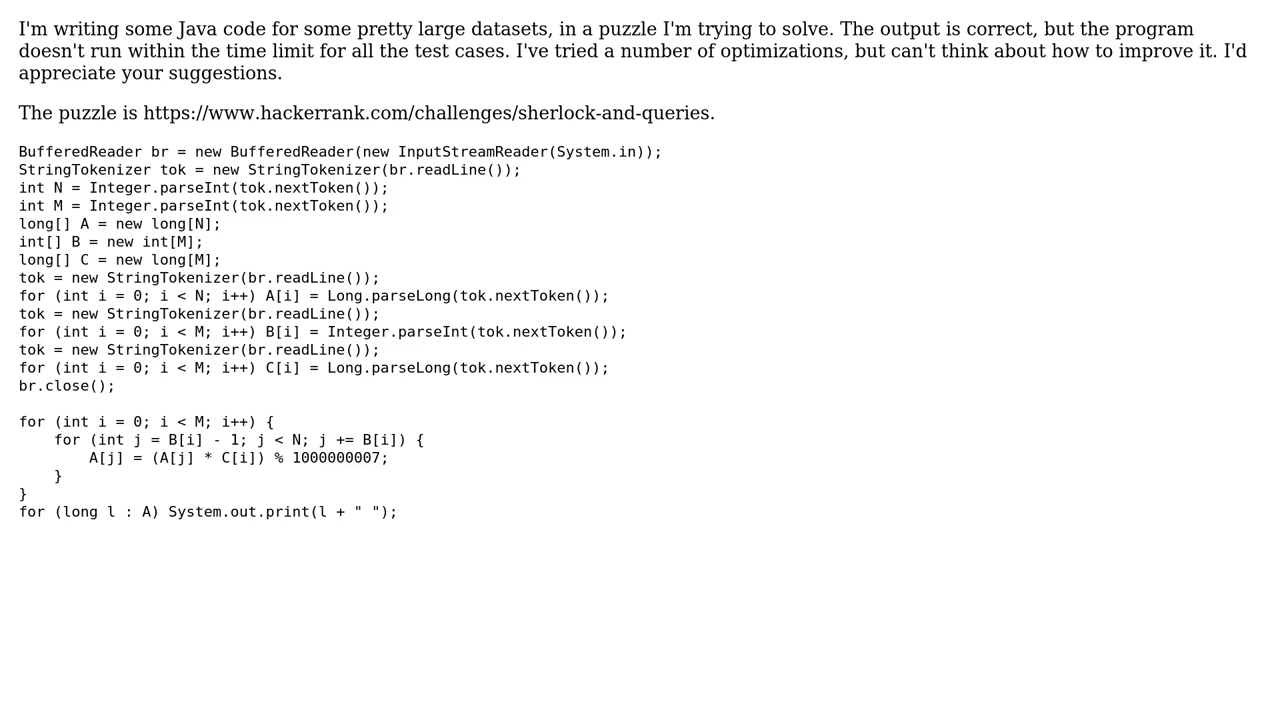 I'm writing some Java code for some pretty large datasets, in a puzzle I'm trying to solve. The output is correct, but the program
doesn't run within the time limit for all the test cases. I've tried a number of optimizations, but can't think about how to improve it. I'd
appreciate your suggestions.
The puzzle is https://www.hackerrank.com/challenges/sherlock-and-queries.
BufferedReader br = new BufferedReader(new InputStreamReader(System.in));
StringTokenizer tok = new StringTokenizer(br.readLine());
int N = Integer.parseInt(tok.nextToken());
int M = Integer.parseInt(tok.nextToken());
long[] A = new long[N];
int[] B = new int[M];
long[] C = new long[M];
tok = new StringTokenizer(br.readLine());
for (int i = 0; i < N; i++) A[i] = Long.parseLong(tok.nextToken());
tok = new StringTokenizer(br.readLine());
for (int i = 0; i < M; i++) B[i] = Integer.parseInt(tok.nextToken());
tok = new StringTokenizer(br.readLine());
for (int i = 0; i < M; i++) C[i] = Long.parseLong(tok.nextToken());
br.close();

for (int i = 0; i < M; i++) {
    for (int j = B[i] - 1; j < N; j += B[i]) {
        A[j] = (A[j] * C[i]) % 1000000007;
    }
}
for (long l : A) System.out.print(l + " ");